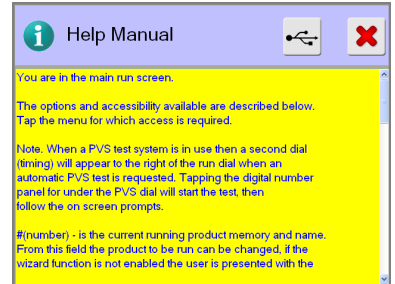 Help Manual
You are in the main run screen.
The options and accessibility available are described below.
Tap the menu for which access is required.
Note. When a PVS test system is in use then a second dial
(timing) will appear to the right of the run dial when an
automatic PVS test is requested. Tapping the digital number
panel for under the PVS dial will start the test, then
follow the on screen prompts.
#(number) - is the current running product memory and name.
From this field the product to be run can be changed, if the
wizard function is not enabled the user is presented with the